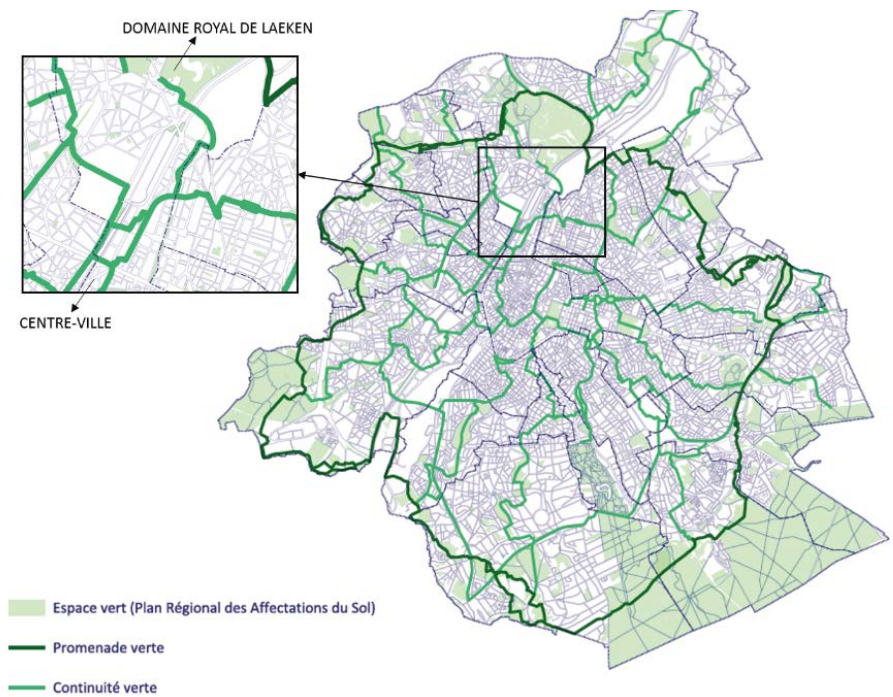 DOMAINE ROYAL DE LAEKEN
CENTRE-VILLE
Espace vert (Plan Régional des Affectations du Sol)
Promenade verte
Continuité verte